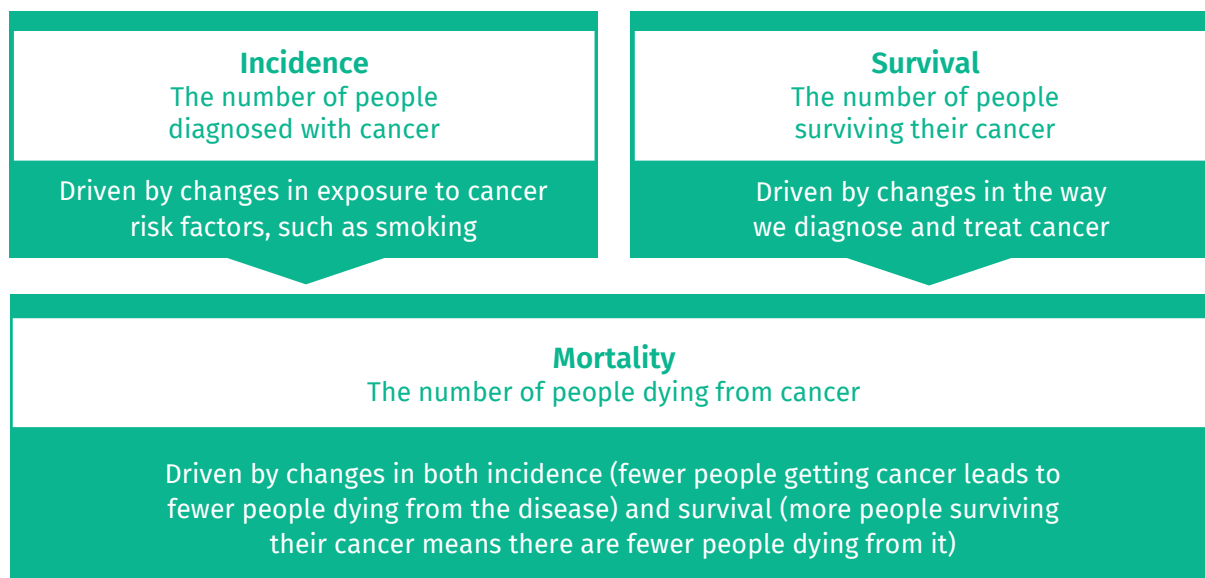 Incidence
The number of people
diagnosed with cancer
Driven by changes in exposure to cancer
risk factors, such as smoking
Survival
The number of people
surviving their cancer
Driven by changes in the way
we diagnose and treat cancer
Mortality
The number of people dying from cancer
Driven by changes in both incidence (fewer people getting cancer leads to
fewer people dying from the disease) and survival (more people surviving
their cancer means there are fewer people dying from it)